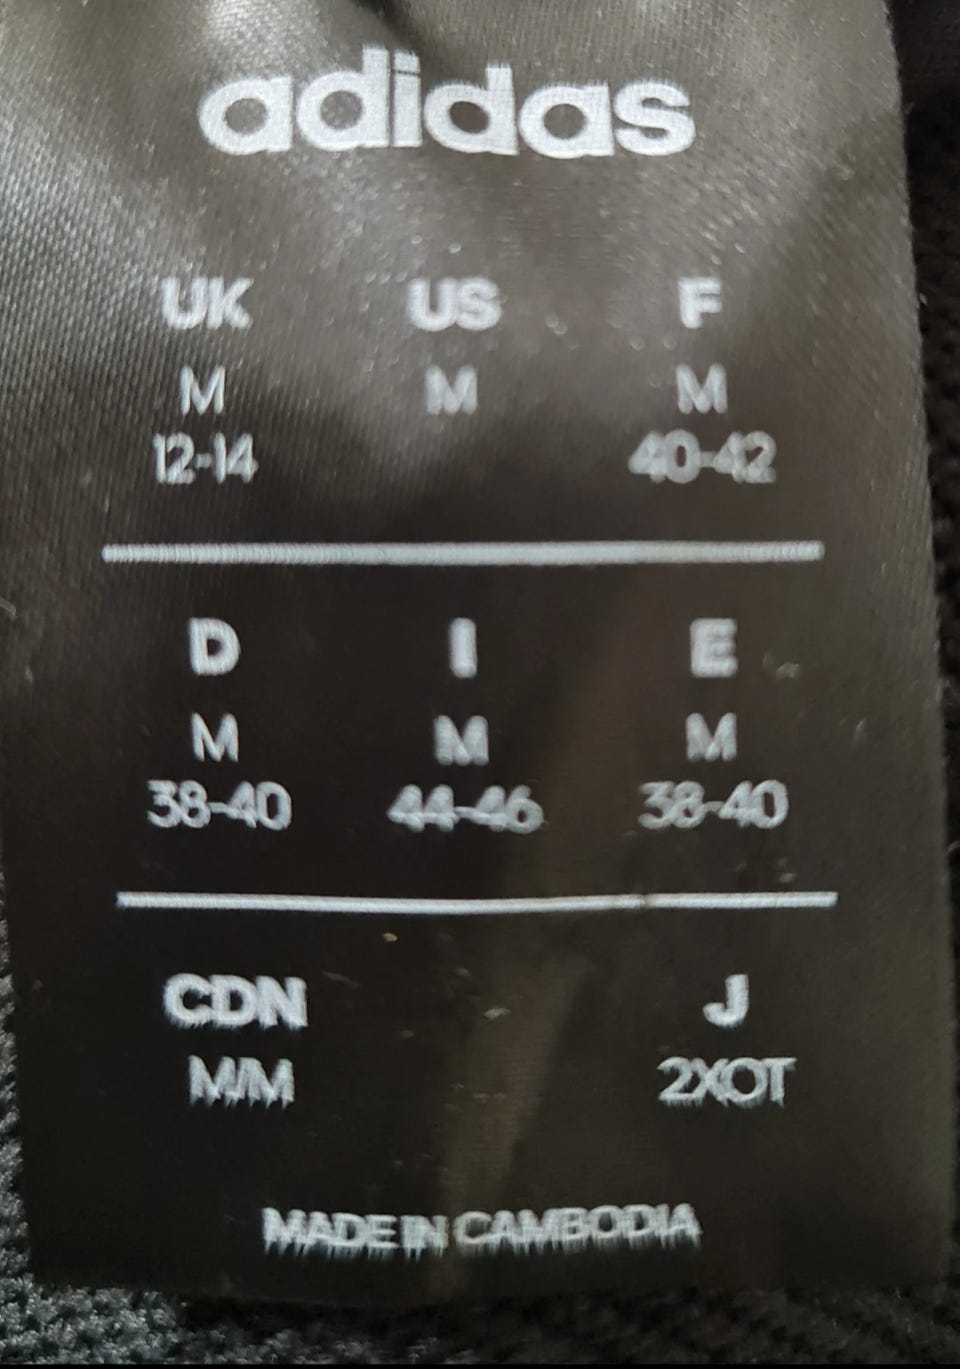 adidas
UK US F
M M M
12-14 40-42
D I E
M M M
38-40 44-46 38-40
CDN J
M/M 2XOT
MADE IN CAMBODIA